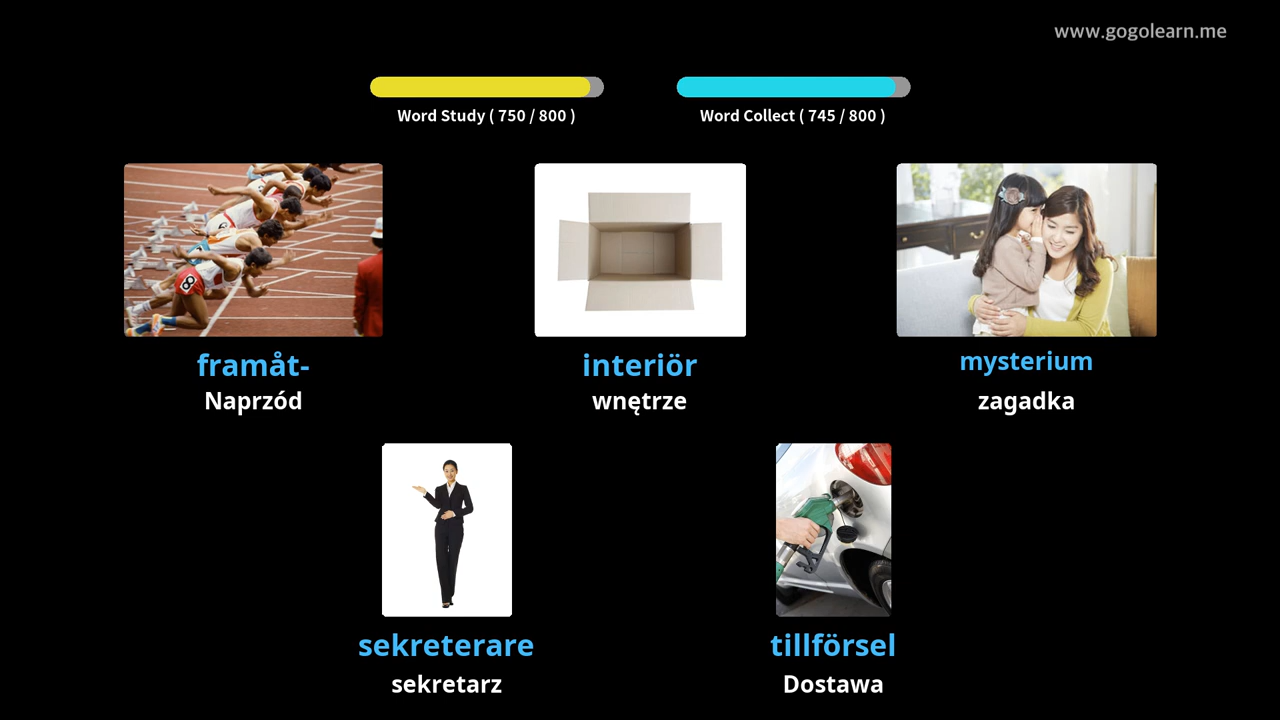 www.gogolearn.me
Word Study ( 750 / 800 )
Word Collect ( 745 / 800 )
framåt-
Naprzód
interiör
wnętrze
mysterium
zagadka
8
sekreterare
sekretarz
tillförsel
Dostawa